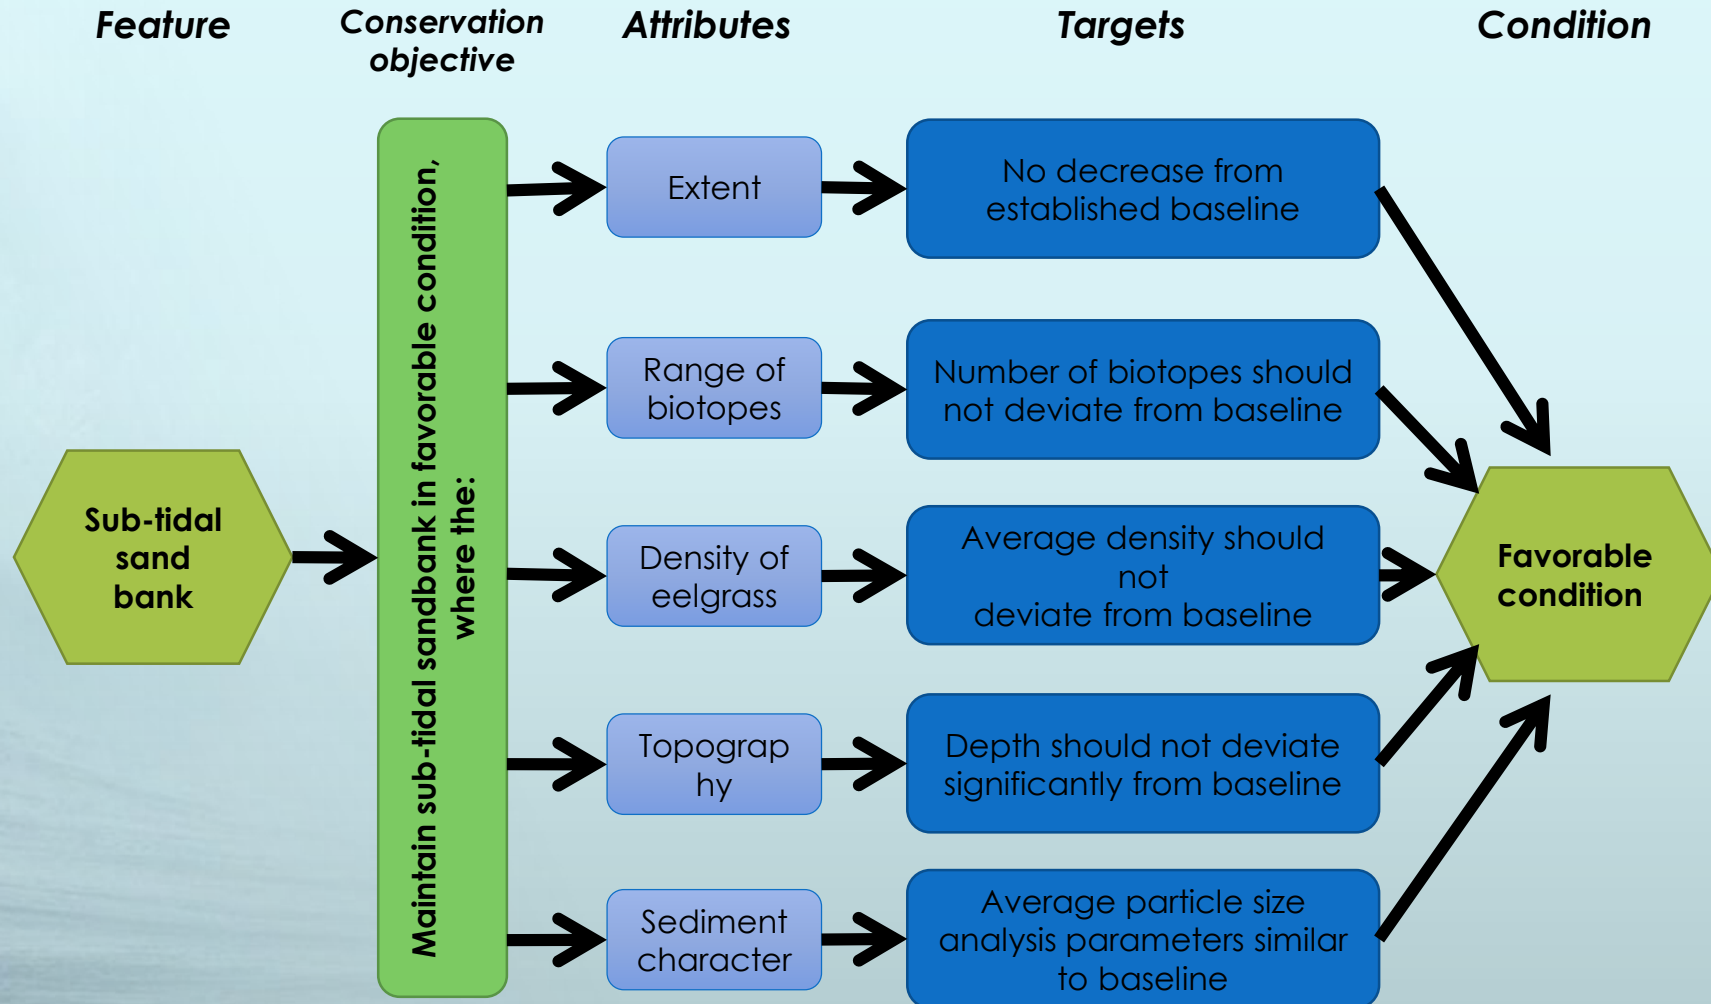 Feature
Conservation
objective
Attributes
Targets
Condition
Sub-tidal
sand
bank
Maintain sub-tidal sandbank in favorable condition,
where the:
Extent
No decrease from
established baseline
Range of
biotopes
Number of biotopes should
not deviate from baseline
Density of
eelgrass
Average density should
not
deviate from baseline
Topograp
hy
Depth should not deviate
significantly from baseline
Sediment
character
Average particle size
analysis parameters similar
to baseline
Favorable
condition